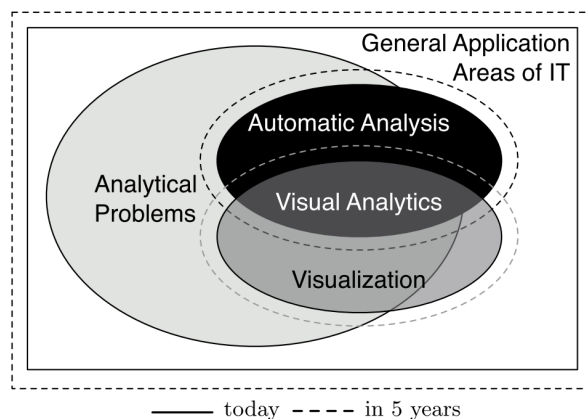 General Application
Areas of IT
Automatic Analysis
Analytical
Problems
Visual Analytics
Visualization
today
in 5 years